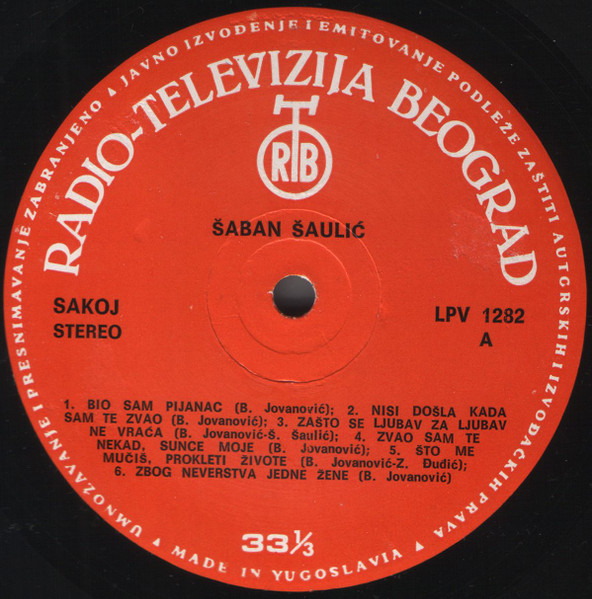 UMNOŽAVANJE I PRESNIMAVANJE ZABRANJENO ▲ JAVNO IZVOĐENJE I EMITOVANJE PODLEŽE ZAŠTITI AUTCRSKIH I IZVOĐAČKIH PRAVA ▲
RADIO-TELEVIZIJA BEOGRAD
RTB
ŠABAN ŠAULIĆ
SAKOJ
STEREO
LPV 1282
A
1. BIO SAM PIJANAC (B. Jovanović); 2. NISI DOŠLA KADA
SAM TE ZVAO (B. Jovanović); 3. ZAŠTO SE LJUBAV ZA LJUBAV
NE VRAĆA (B. Jovanović-Š. Šaulić); 4. ZVAO SAM TE
NEKAD, SUNCE MOJE (B. Jovanović); 5. ŠTO ME
MUČIŠ, PROKLETI ŽIVOTE (B. Jovanović-Z. Đudić);
6. ZBOG NEVERSTVA JEDNE ŽENE (B. Jovanović)
33⅓
MADE IN YUGOSLAVIA ▲